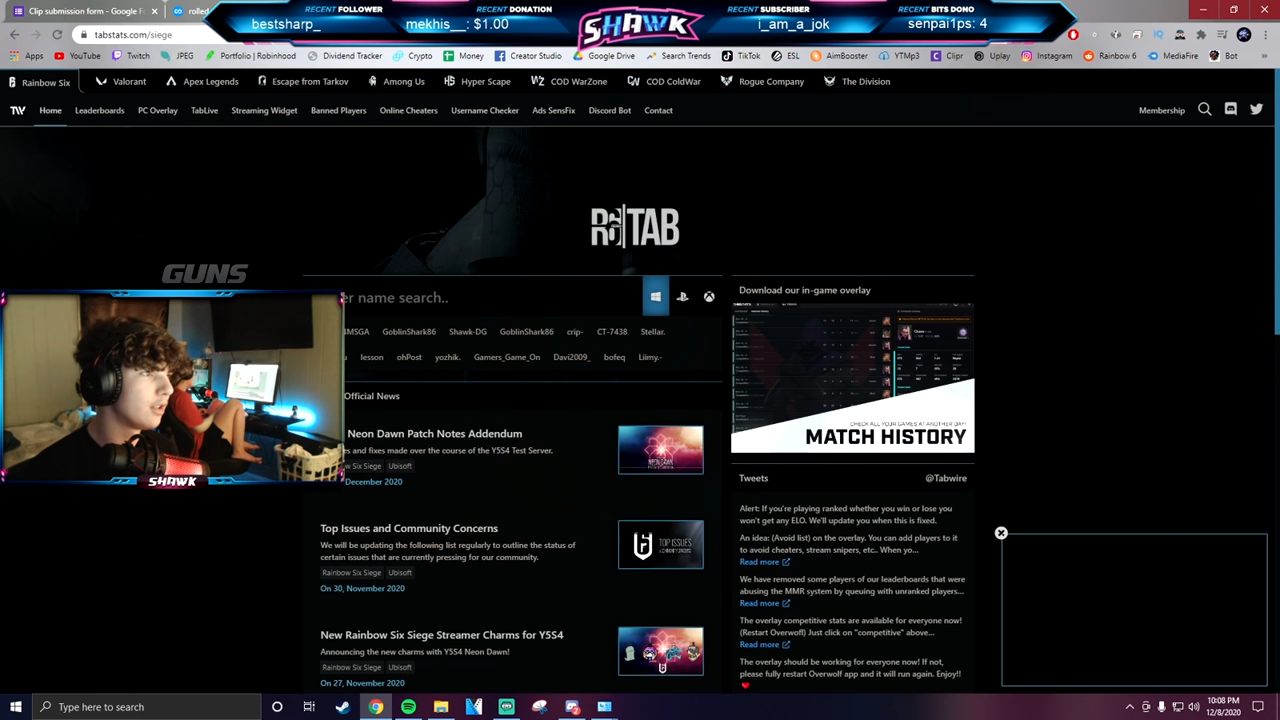 RECENT FOLLOWER
bestsharp_
RECENT DONATION
mekhis__: $1.00
SHAWK
RECENT SUBSCRIBER
i_am_a_jok
RECENT BITS DONO
senpai1ps: 4
Clip submission form - Google Fo
rolled
tabstats.com/siege
YouTube
Twitch
JPEG
Portfolio | Robinhood
Dividend Tracker
Crypto
Money
Creator Studio
Search Trends
TikTok
ESL
AimBooster
YTMp3
Clipr
Uplay
Instagram
Rainbow 6
MediaFire
Bot
Rainbow Six
Valorant
Apex Legends
Escape from Tarkov
Among Us
Hyper Scape
COD WarZone
COD ColdWar
Rogue Company
The Division
Home
Leaderboards
PC Overlay
TabLive
Streaming Widget
Banned Players
Online Cheaters
Username Checker
Ads SensFix
Discord Bot
Contact
Membership
R6TAB
GUNS
er name search..
GoblinShark86
Shawk-DG
GoblinShark86
crip-
CT-7438
Stellar.
lesson
ohPost
yozhik.
Gamers_Game_On
Davi2009_
bofeq
Liimy.-
Official News
Neon Dawn Patch Notes Addendum
es and fixes made over the course of the Y5S4 Test Server.
w Six Siege
Ubisoft
December 2020
Top Issues and Community Concerns
We will be updating the following list regularly to outline the status of
certain issues that are currently pressing for our community.
Rainbow Six Siege
Ubisoft
On 30, November 2020
TOP ISSUES
& COMMUNITY CONCERNS
New Rainbow Six Siege Streamer Charms for Y5S4
Announcing the new charms with Y5S4 Neon Dawn!
Rainbow Six Siege
Ubisoft
On 27, November 2020
SHAWK
Download our in-game overlay
CHECK ALL YOUR GAMES AT ANOTHER DAY!
MATCH HISTORY
Tweets
@Tabwire
Alert: If you're playing ranked whether you win or lose you
won't get any ELO. We'll update you when this is fixed.
An idea: (Avoid list) on the overlay. You can add players to it
to avoid cheaters, stream snipers, etc.. When yo...
Read more
We have removed some players of our leaderboards that were
abusing the MMR system by queuing with unranked players...
Read more
The overlay competitive stats are available for everyone now!
(Restart Overwofl) Just click on "competitive" above...
Read more
The overlay should be working for everyone now! If not,
please fully restart Overwolf app and it will run again. Enjoy!!
Type here to search
10:08 PM
12/8/2020